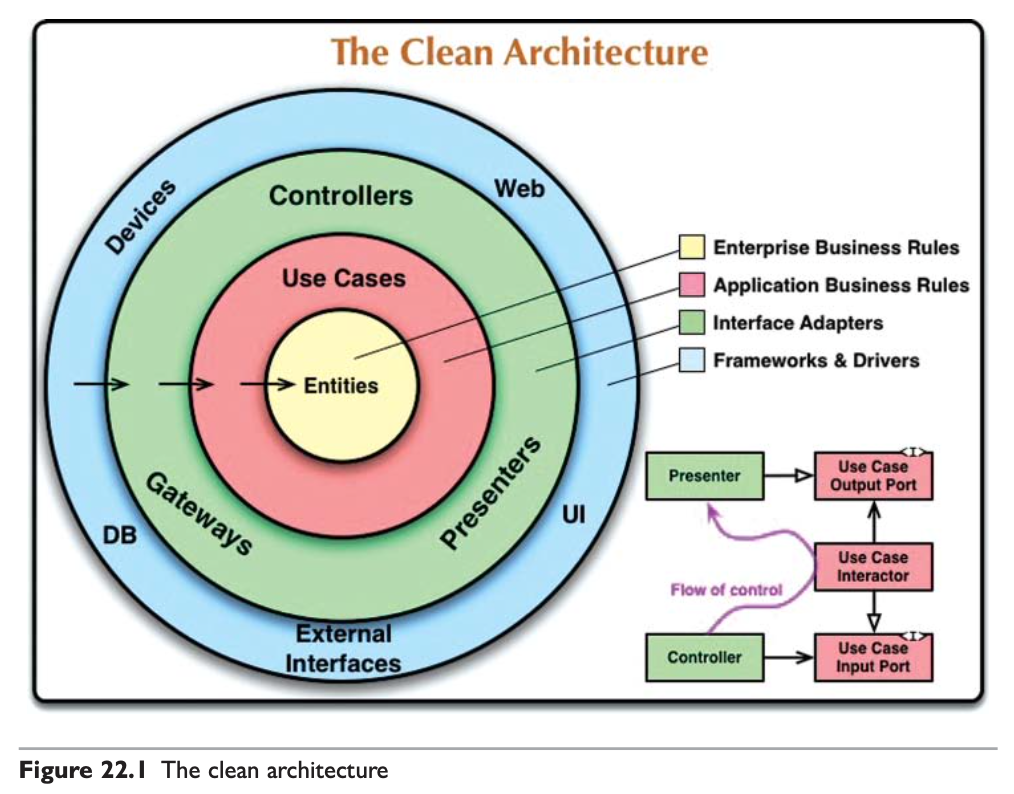 The Clean Architecture
Devices
Web
Controllers
Use Cases
Entities
Gateways
Presenters
DB
UI
External
Interfaces
Enterprise Business Rules
Application Business Rules
Interface Adapters
Frameworks & Drivers
Presenter
<I>
Use Case
Output Port
Use Case
Interactor
Flow of control
Controller
<I>
Use Case
Input Port
Figure 22.1 The clean architecture